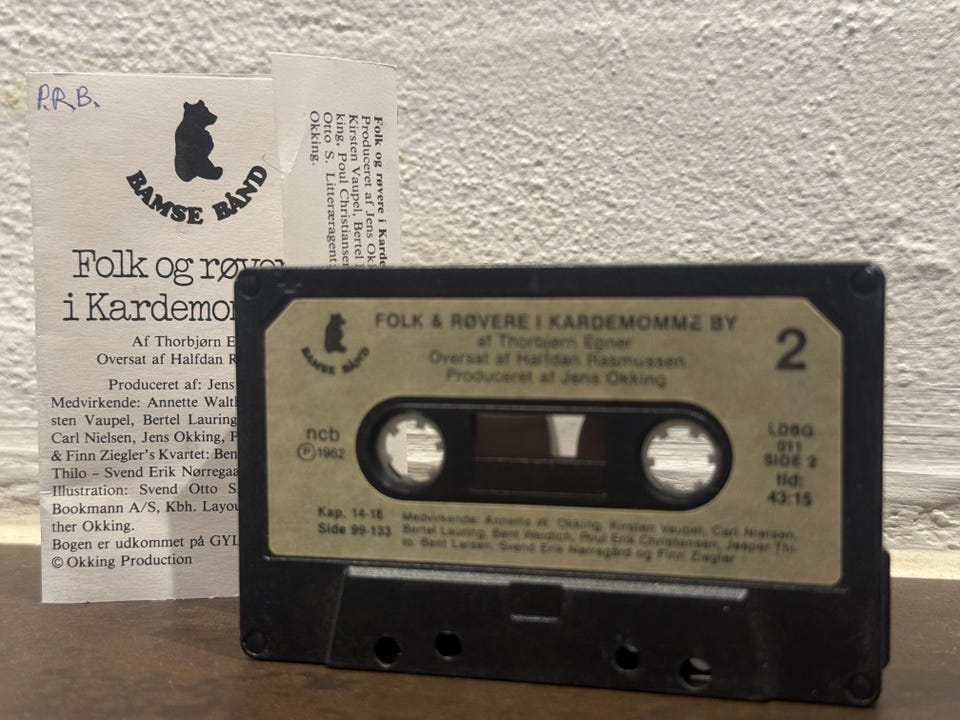 P.R.B.
BAMSE BÅND
Folk og røve
i Kardemom
Af Thorbjørn E
Oversat af Halfdan R
Produceret af: Jens
Medvirkende: Annette Walt
sten Vaupel, Bertel Lauring
Carl Nielsen, Jens Okking, P
& Finn Ziegler's Kvartet: Ben
Thilo – Svend Erik Nørregaa
Illustration: Svend Otto S
Bookmann A/S, Kbh. Layou
ther Okking.
Bogen er udkommet på GYL
© Okking Production
Folk og røvere i Karde
Produceret af Jens Ok
Kirsten Vaupel, Bertel
king, Poul Christiansen
Otto S. Litteræragent:
Okking.
BAMSE BÅND
FOLK & RØVERE I KARDEMOMME BY
af Thorbjørn Egner
Oversat af Halfdan Rasmussen
Produceret af Jens Okking
2
ncb
Ⓟ 1982
LDBG
011
SIDE 2
tid:
43:15
Kap. 14-18
Side 99-133
Medvirkende: Annette W. Okking, Kirsten Vaupel, Carl Nielsen,
Bertel Lauring, Bent Wardich, Poul Erik Christensen, Jesper Thi-
lo, Bent Larsen, Svend Erik Nørregård og Finn Ziegler